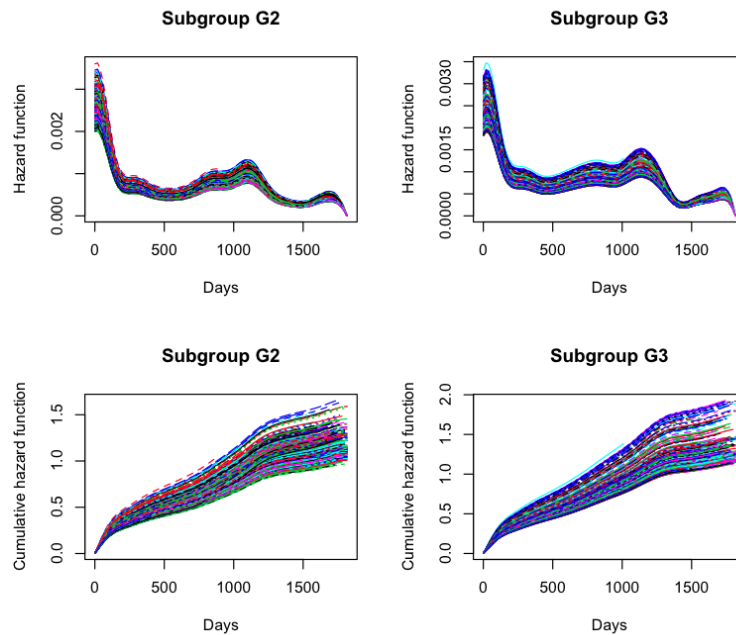 Subgroup G2
Hazard function
0.000
0.002
0
500
1000
1500
Days
Subgroup G3
Hazard function
0.0000
0.0015
0.0030
0
500
1000
1500
Days
Subgroup G2
Cumulative hazard function
0.0
0.5
1.0
1.5
0
500
1000
1500
Days
Subgroup G3
Cumulative hazard function
0.0
0.5
1.0
1.5
2.0
0
500
1000
1500
Days